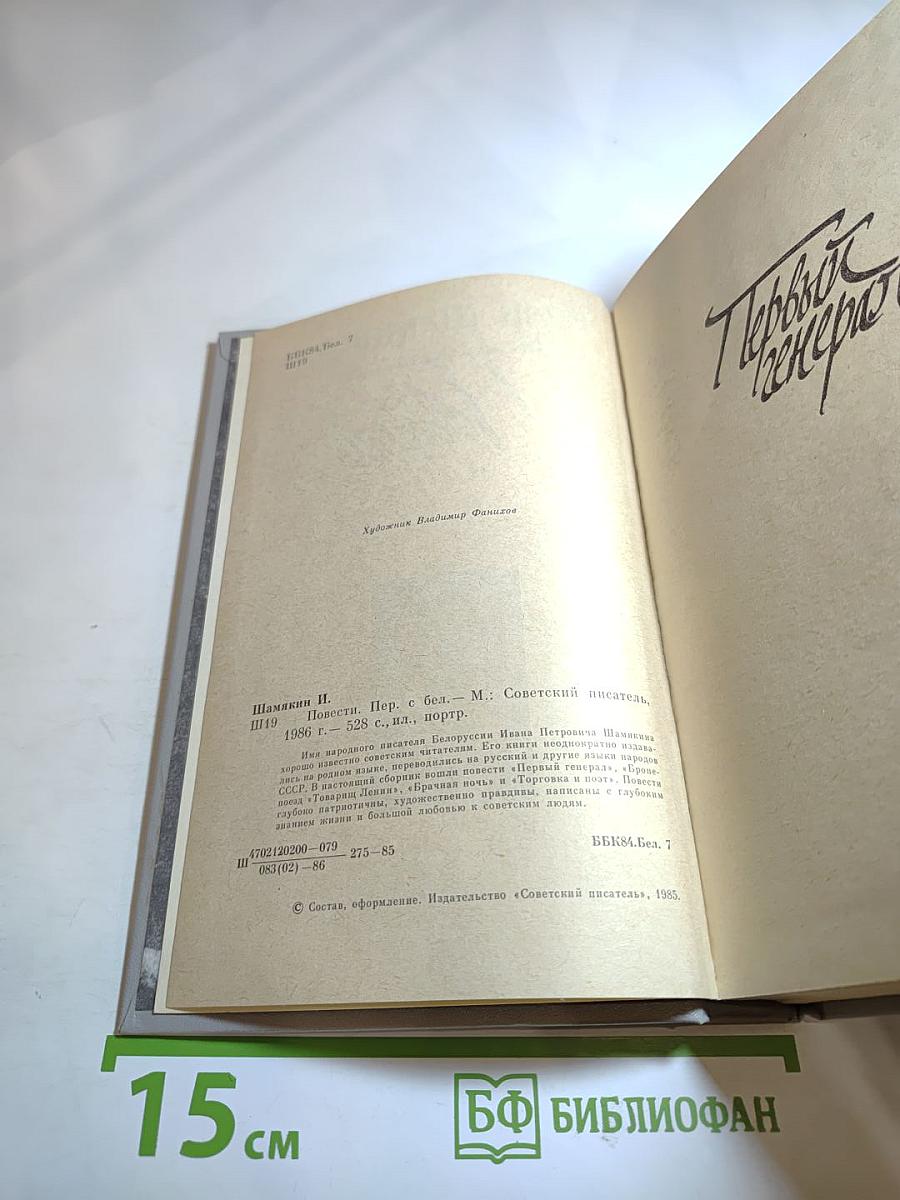 ББК84.Бел. 7
Ш19
Художник Владимир Фанихов
Шамякин И.
Ш19 Повести. Пер. с бел.— М.: Советский писатель,
1986 г.— 528 с., ил., портр.
Имя народного писателя Белоруссии Ивана Петровича Шамякина
хорошо известно советским читателям. Его книги неоднократно издава-
лись на родном языке, переводились на русский и другие языки народов
СССР. В настоящий сборник вошли повести «Первый генерал», «Броне-
поезд «Товарищ Ленин», «Брачная ночь» и «Торговка и поэт». Повести
глубоко патриотичны, художественно правдивы, написаны с глубоким
знанием жизни и большой любовью к советским людям.
Ш 4702120200—079
083(02)—86
275—85
ББК84.Бел. 7
© Состав, оформление. Издательство «Советский писатель», 1985.
Первый
генерал
15 см
БФ БИБЛИОФАН